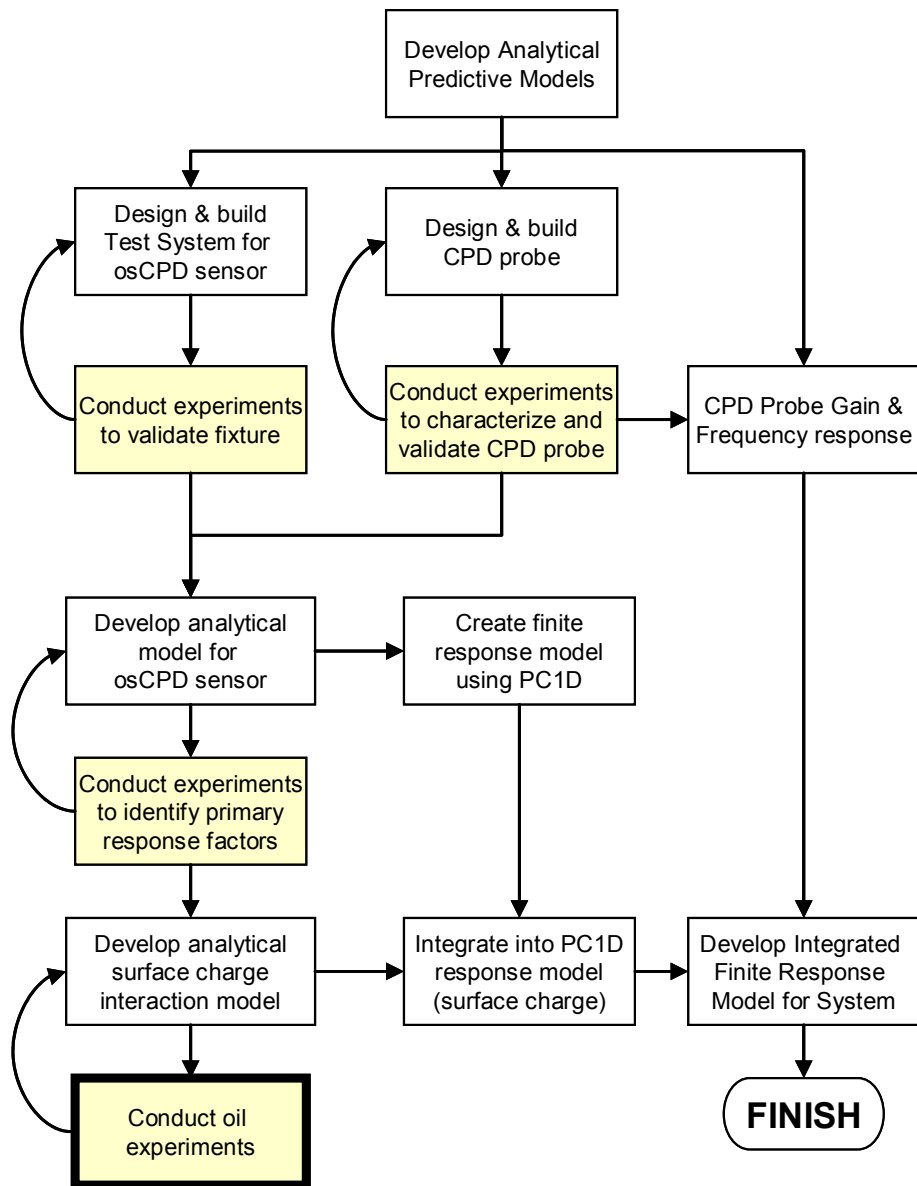 Develop Analytical
Predictive Models
Design & build
Test System for
osCPD sensor
Design & build
CPD probe
Conduct experiments
to validate fixture
Conduct experiments
to characterize and
validate CPD probe
CPD Probe Gain &
Frequency response
Develop analytical
model for
osCPD sensor
Create finite
response model
using PC1D
Conduct experiments
to identify primary
response factors
Develop analytical
surface charge
interaction model
Integrate into PC1D
response model
(surface charge)
Develop Integrated
Finite Response
Model for System
Conduct oil
experiments
FINISH